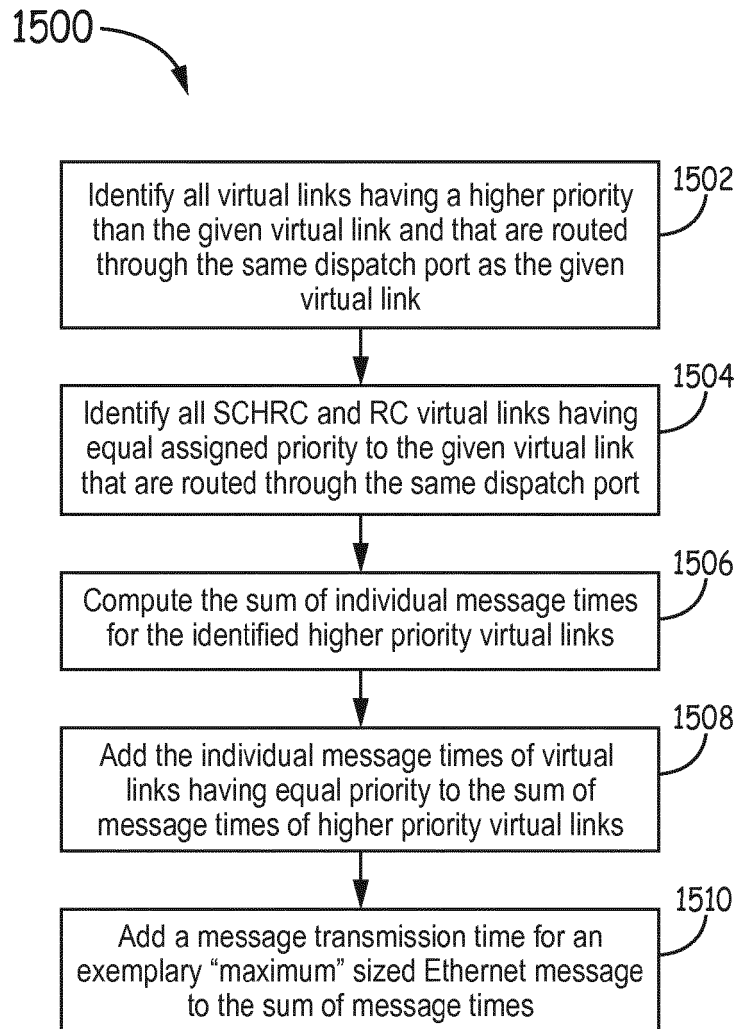 1500
1502
Identify all virtual links having a higher priority
than the given virtual link and that are routed
through the same dispatch port as the given
virtual link
1504
Identify all SCHRC and RC virtual links having
equal assigned priority to the given virtual link
that are routed through the same dispatch port
1506
Compute the sum of individual message times
for the identified higher priority virtual links
1508
Add the individual message times of virtual
links having equal priority to the sum of
message times of higher priority virtual links
1510
Add a message transmission time for an
exemplary “maximum” sized Ethernet message
to the sum of message times